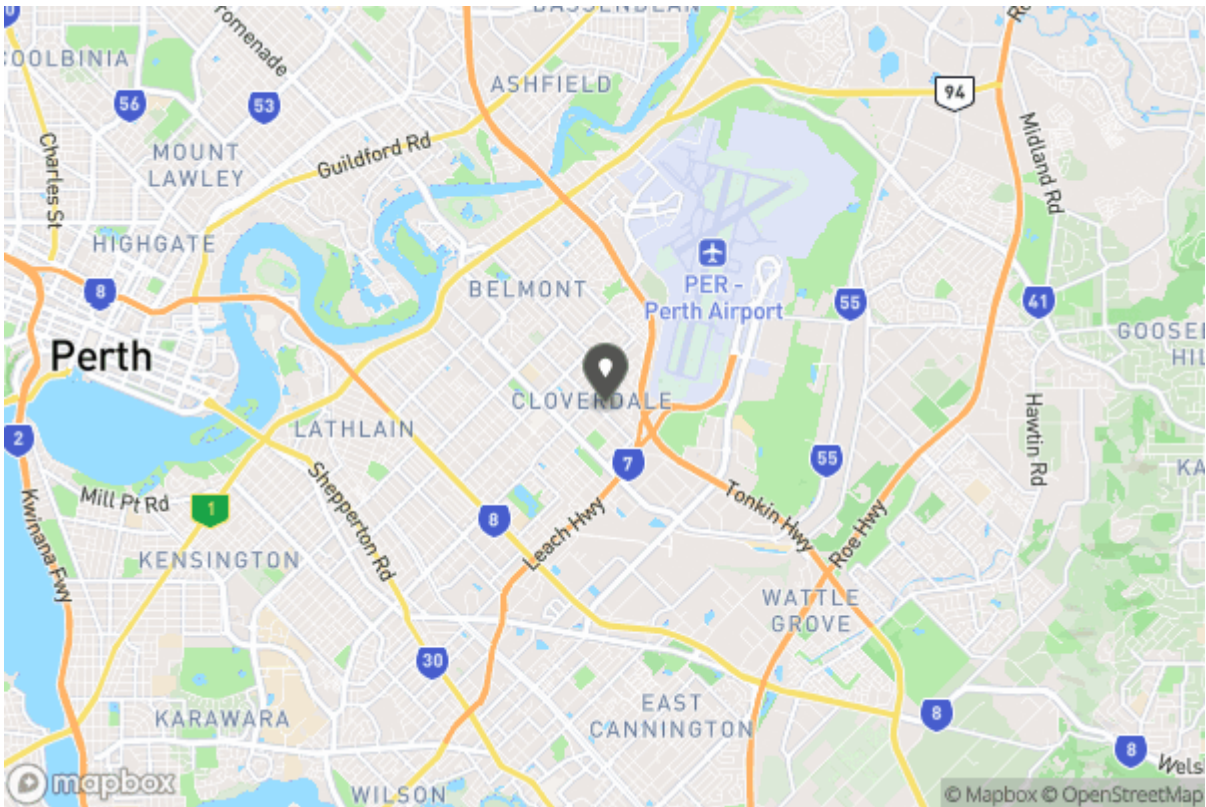 BASSENDEAN
COOLBINIA
Promenade
8
ASHFIELD
56
53
94
Charles St
MOUNT
LAWLEY
Guildford Rd
Midland Rd
HIGHGATE
8
BELMONT
PER -
Perth Airport
55
41
GOOSE
HIL
Perth
CLOVERDALE
Hawtin Rd
2
LATHLAIN
7
55
KA
Mill Pt Rd
1
Shepperton Rd
8
Leach Hwy
Tonkin Hwy
Roe Hwy
Kwinana Fwy
KENSINGTON
WATTLE
GROVE
30
KARAWARA
EAST
CANNINGTON
8
8
Wels
mapbox
WILSON
© Mapbox © OpenStreetMap